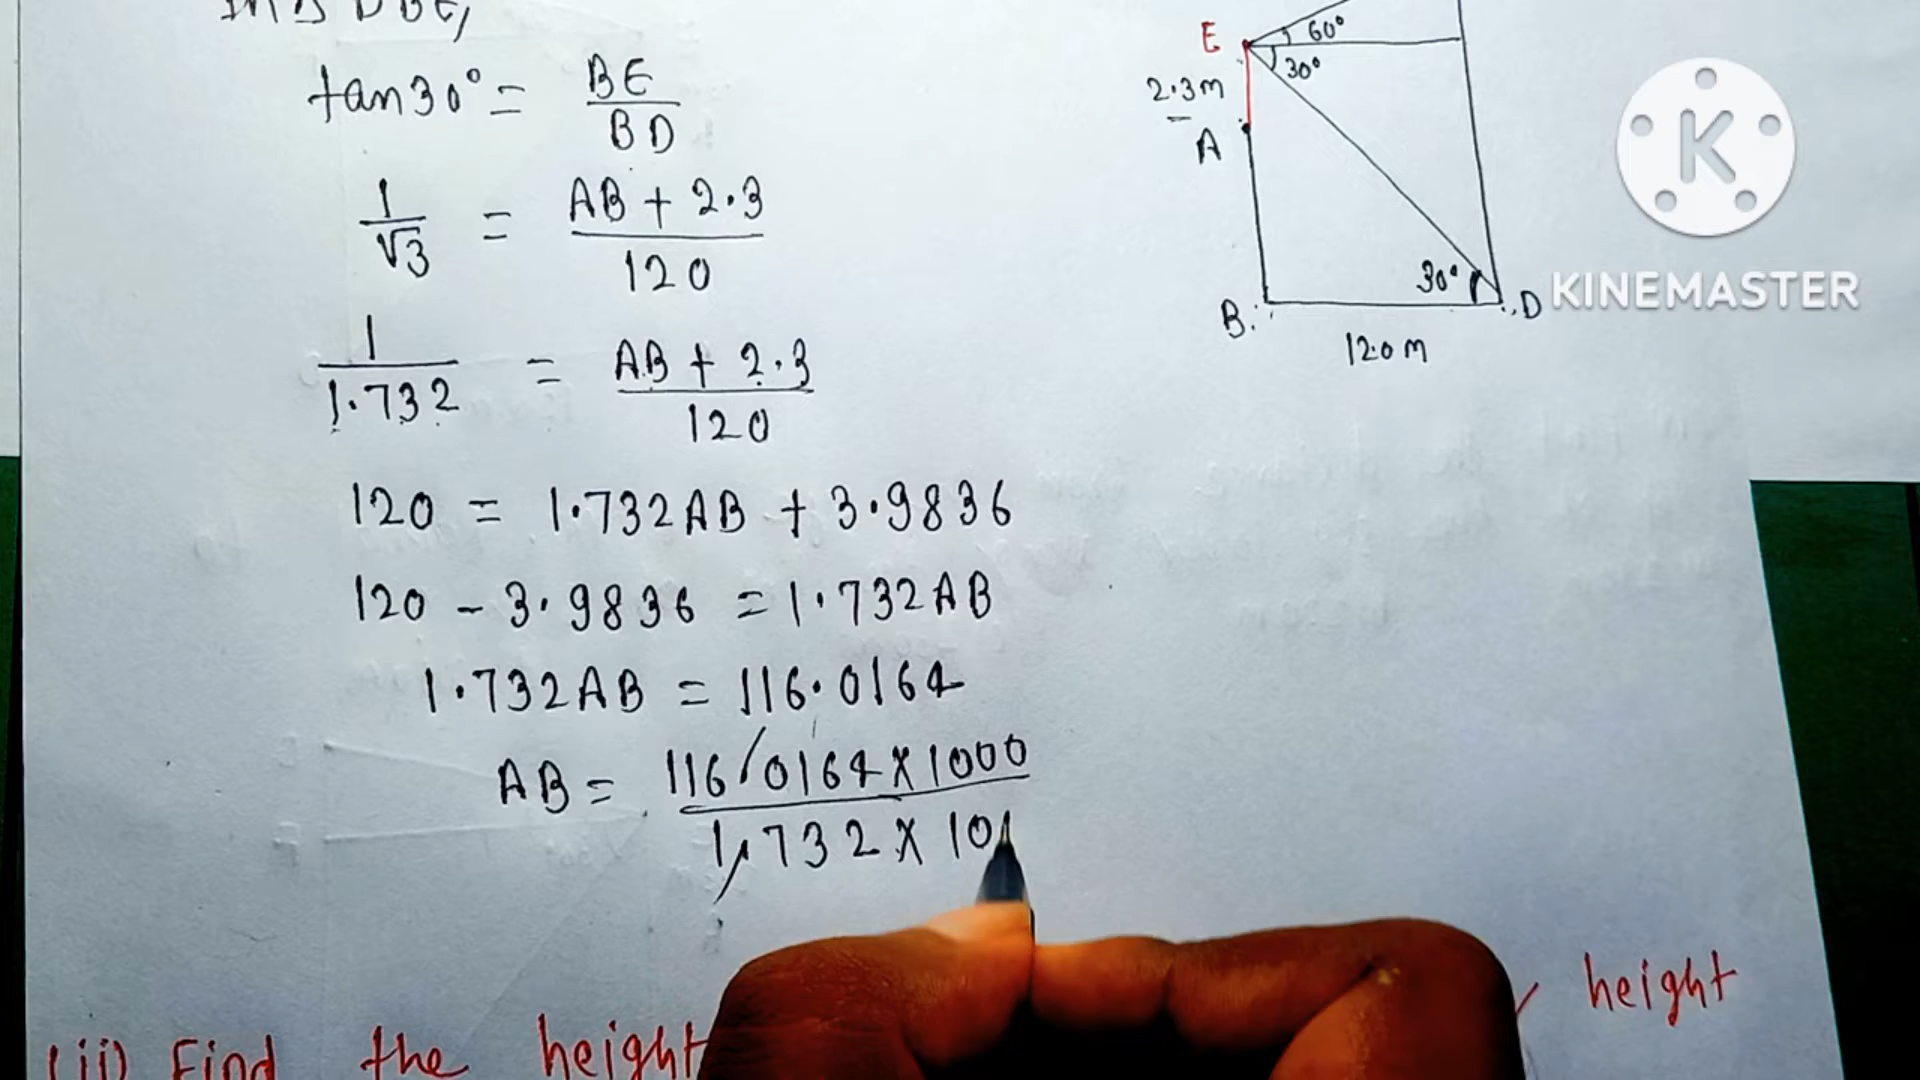 In Δ DBE,
tan30° = BE/BD
1/√3 = AB + 2.3/120
1/1.732 = AB + 2.3/120
120 = 1.732AB + 3.9836
120 - 3.9836 = 1.732AB
1.732AB = 116.0164
AB = 116.0164 x 1000/1.732 x 10
(ii) Find the height
height
E
60°
30°
2.3m
A
30°
B
D
120m
K
KINEMASTER